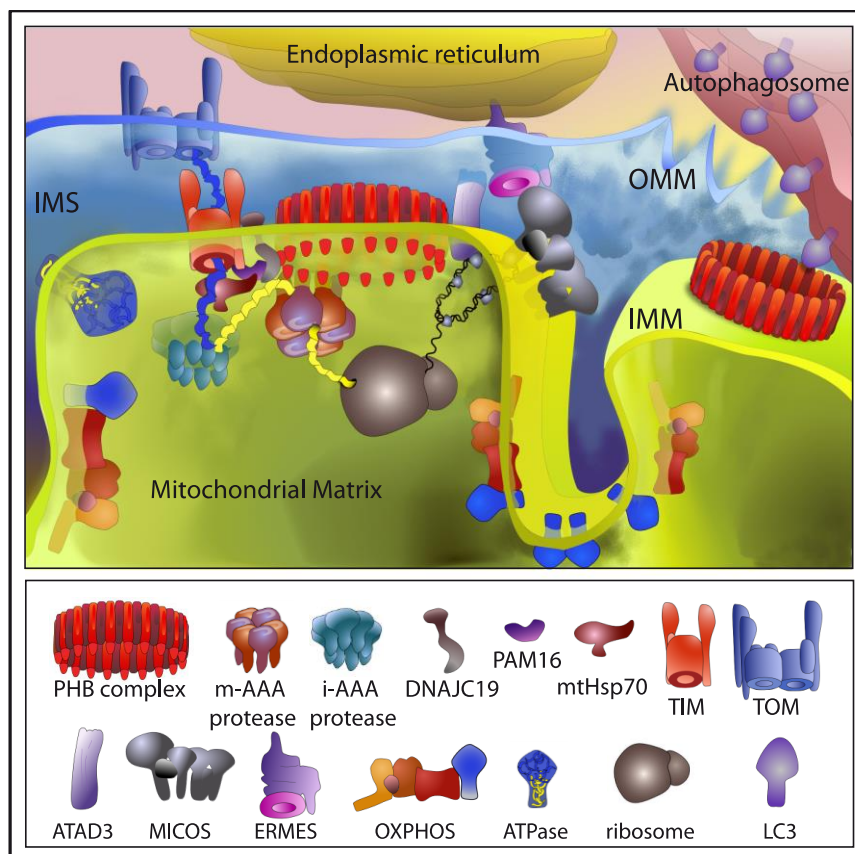 Endoplasmic reticulum
Autophagosome
OMM
IMS
IMM
Mitochondrial Matrix
PHB complex
m-AAA
protease
i-AAA
protease
DNAJC19
PAM16
mtHsp70
TIM
TOM
ATAD3
MICOS
ERMES
OXPHOS
ATPase
ribosome
LC3